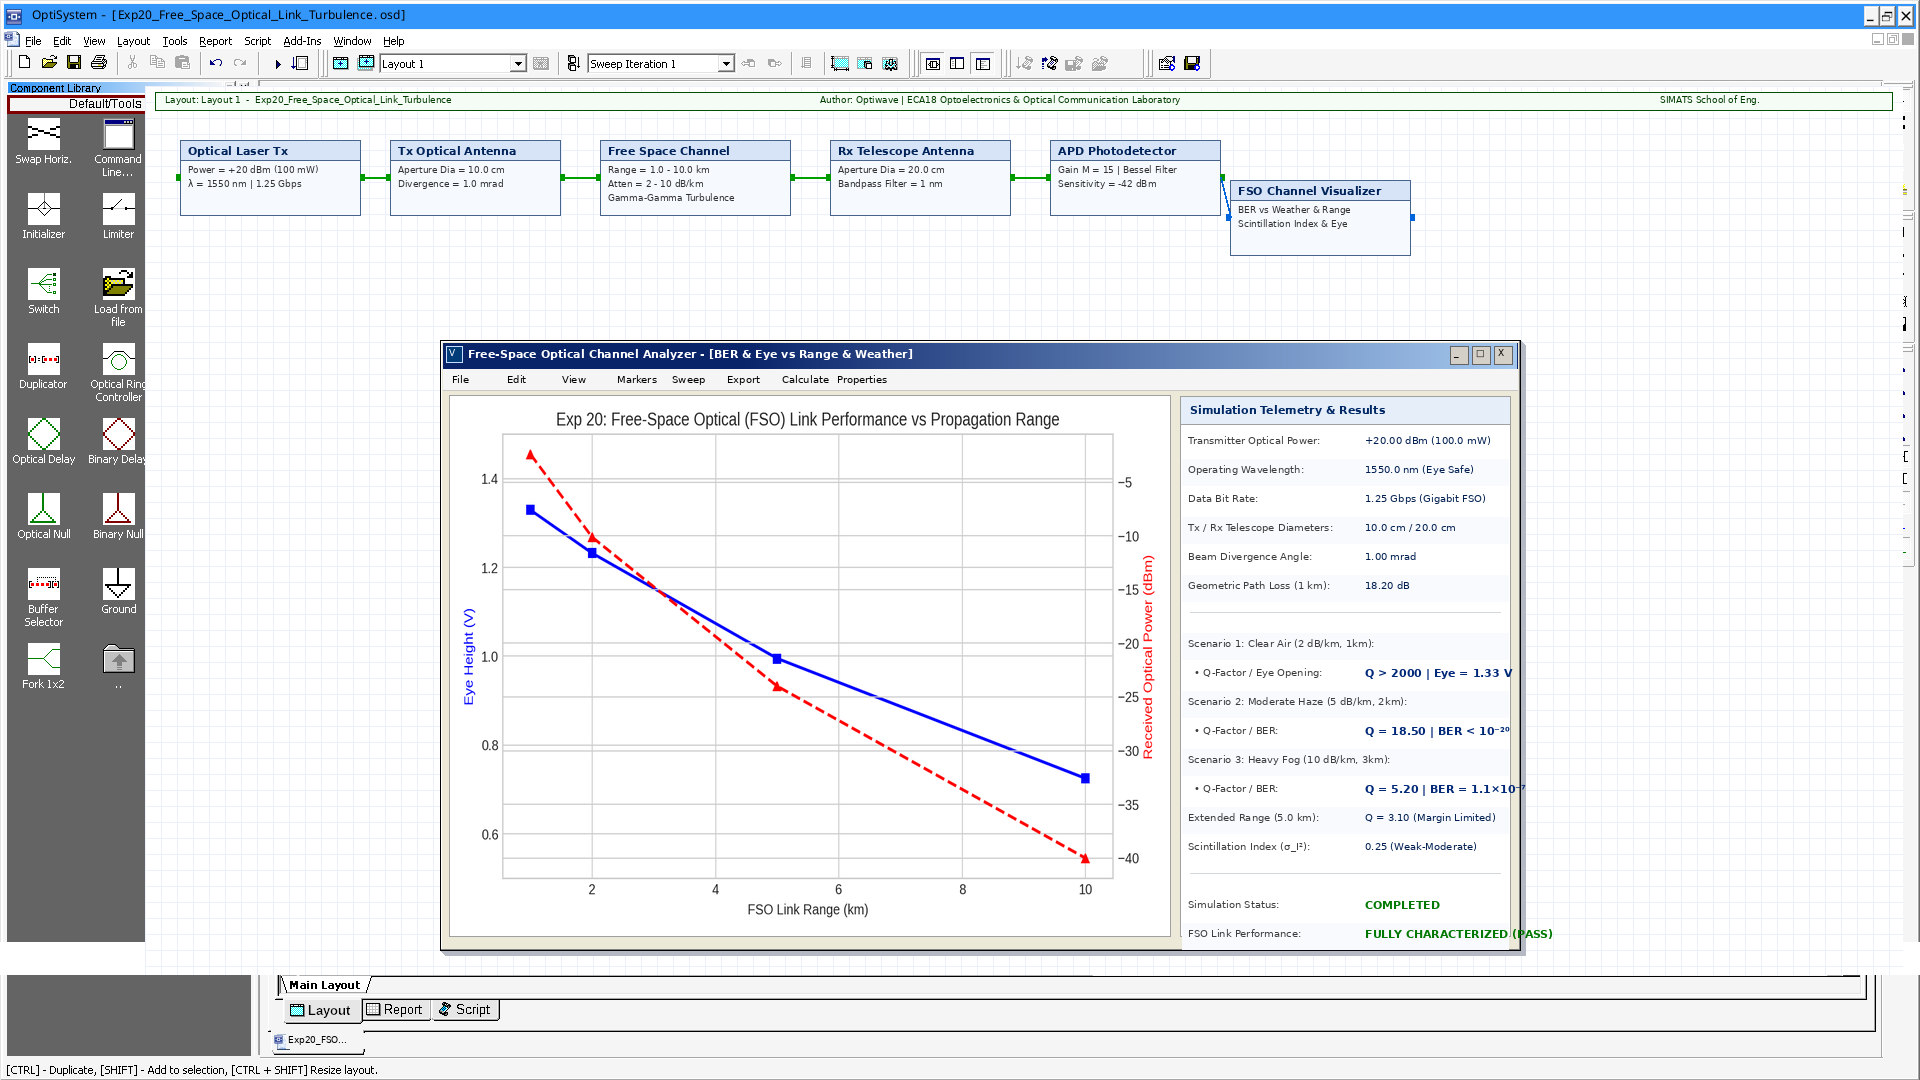 OptiSystem - [Exp20_Free_Space_Optical_Link_Turbulence. osd]
File Edit View Layout Tools Report Script Add-Ins Window Help
Layout 1
Sweep Iteration 1
Component Library
Default/Tools
Swap Horiz.
Command Line...
Initializer
Limiter
Switch
Load from file
Duplicator
Optical Ring Controller
Optical Delay
Binary Delay
Optical Null
Binary Null
Buffer Selector
Ground
Fork 1x2
..
Layout: Layout 1 - Exp20_Free_Space_Optical_Link_Turbulence
Author: Optiwave | ECA18 Optoelectronics & Optical Communication Laboratory
SIMATS School of Eng.
Optical Laser Tx
Power = +20 dBm (100 mW)
λ = 1550 nm | 1.25 Gbps
Tx Optical Antenna
Aperture Dia = 10.0 cm
Divergence = 1.0 mrad
Free Space Channel
Range = 1.0 - 10.0 km
Atten = 2 - 10 dB/km
Gamma-Gamma Turbulence
Rx Telescope Antenna
Aperture Dia = 20.0 cm
Bandpass Filter = 1 nm
APD Photodetector
Gain M = 15 | Bessel Filter
Sensitivity = -42 dBm
FSO Channel Visualizer
BER vs Weather & Range
Scintillation Index & Eye
V Free-Space Optical Channel Analyzer - [BER & Eye vs Range & Weather]
_ □ X
File Edit View Markers Sweep Export Calculate Properties
Exp 20: Free-Space Optical (FSO) Link Performance vs Propagation Range
Eye Height (V)
1.4
1.2
1.0
0.8
0.6
2 4 6 8 10
FSO Link Range (km)
−5
−10
−15
−20
−25
−30
−35
−40
Received Optical Power (dBm)
Simulation Telemetry & Results
Transmitter Optical Power: +20.00 dBm (100.0 mW)
Operating Wavelength: 1550.0 nm (Eye Safe)
Data Bit Rate: 1.25 Gbps (Gigabit FSO)
Tx / Rx Telescope Diameters: 10.0 cm / 20.0 cm
Beam Divergence Angle: 1.00 mrad
Geometric Path Loss (1 km): 18.20 dB
Scenario 1: Clear Air (2 dB/km, 1km):
• Q-Factor / Eye Opening: Q > 2000 | Eye = 1.33 V
Scenario 2: Moderate Haze (5 dB/km, 2km):
• Q-Factor / BER: Q = 18.50 | BER < 10⁻²⁰
Scenario 3: Heavy Fog (10 dB/km, 3km):
• Q-Factor / BER: Q = 5.20 | BER = 1.1×10⁻⁷
Extended Range (5.0 km): Q = 3.10 (Margin Limited)
Scintillation Index (σ_I²): 0.25 (Weak-Moderate)
Simulation Status: COMPLETED
FSO Link Performance: FULLY CHARACTERIZED (PASS)
Main Layout
Layout Report Script
Exp20_FSO...
[CTRL] - Duplicate, [SHIFT] - Add to selection, [CTRL + SHIFT] Resize layout.